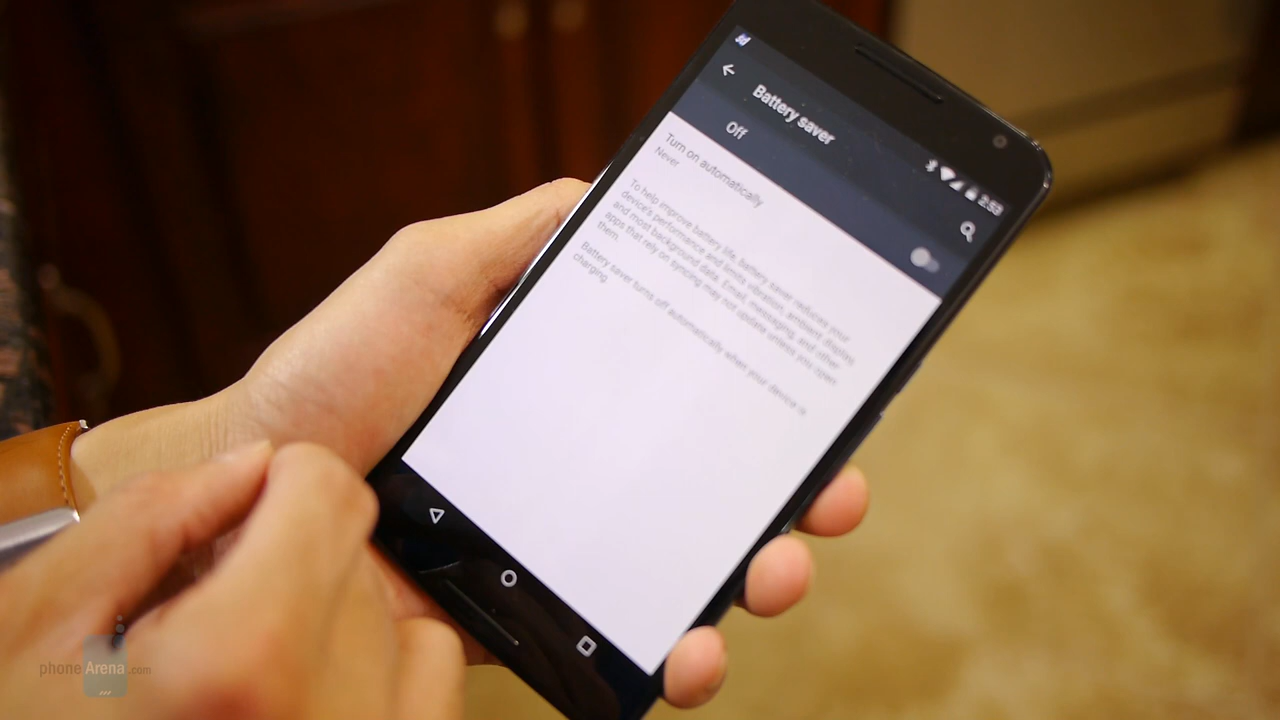 2:53
Battery saver
Off
Turn on automatically
Never
To help improve battery life, battery saver reduces your
device's performance and limits vibration, ambient display,
and most background data. Email, messaging, and other
apps that rely on syncing may not update unless you open
them.
Battery saver turns off automatically when your device is
charging.
phoneArena.com